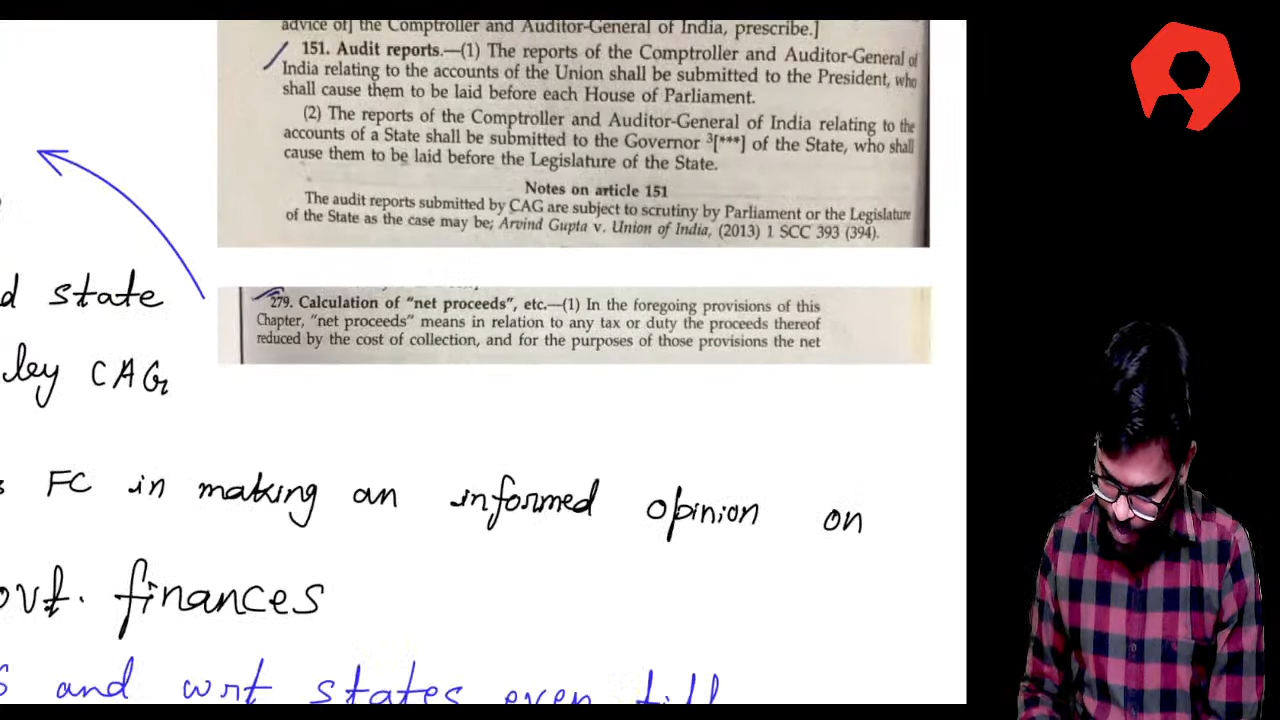 advice of] the Comptroller and Auditor-General of India, prescribe.]
151. Audit reports.—(1) The reports of the Comptroller and Auditor-General of
India relating to the accounts of the Union shall be submitted to the President, who
shall cause them to be laid before each House of Parliament.
(2) The reports of the Comptroller and Auditor-General of India relating to the
accounts of a State shall be submitted to the Governor 3[***] of the State, who shall
cause them to be laid before the Legislature of the State.
Notes on article 151
The audit reports submitted by CAG are subject to scrutiny by Parliament or the Legislature
of the State as the case may be; Arvind Gupta v. Union of India, (2013) 1 SCC 393 (394).
279. Calculation of "net proceeds", etc.—(1) In the foregoing provisions of this
Chapter, "net proceeds" means in relation to any tax or duty the proceeds thereof
reduced by the cost of collection, and for the purposes of those provisions the net
d state
by CAG
s FC in making an informed opinion on
ovt. finances
and wrt states even till